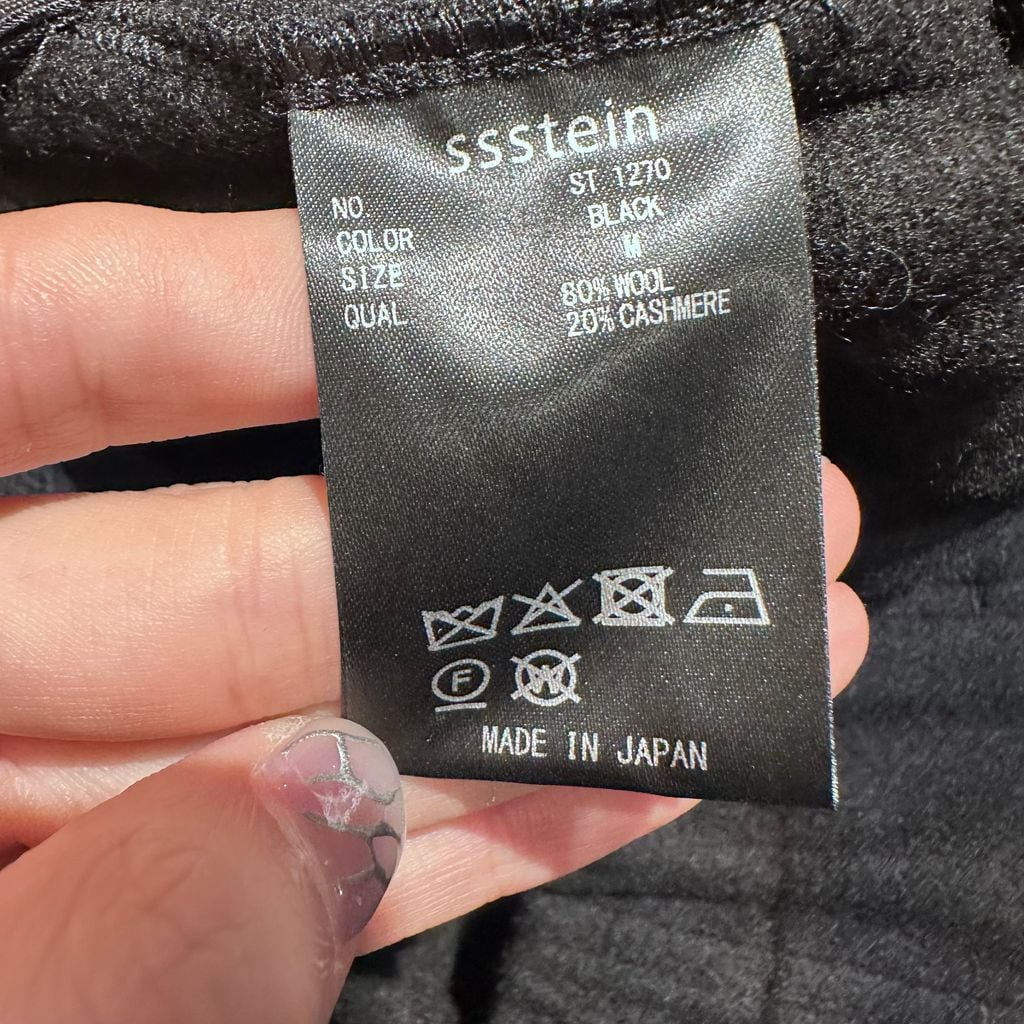 ssstein
NO ST 1270
COLOR BLACK
SIZE M
QUAL 80% WOOL
20% CASHMERE
F W
MADE IN JAPAN